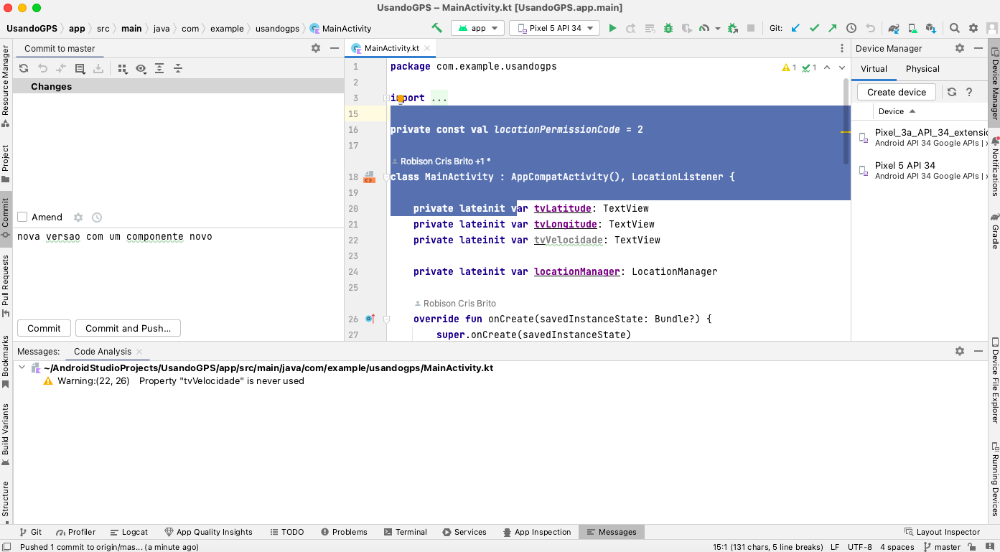 UsandoGPS – MainActivity.kt [UsandoGPS.app.main]
UsandoGPS app src main java com example usandogps MainActivity
app
Pixel 5 API 34
Git:
Resource Manager
Project
Commit
Pull Requests
Bookmarks
Build Variants
Structure
Commit to master
Changes
Amend
nova versao com um componente novo
Commit
Commit and Push...
MainActivity.kt
1 package com.example.usandogps
1
1
2
3 import ...
15
16 private const val locationPermissionCode = 2
17
Robison Cris Brito +1 *
18 class MainActivity : AppCompatActivity(), LocationListener {
19
20 private lateinit var tvLatitude: TextView
21 private lateinit var tvLongitude: TextView
22 private lateinit var tvVelocidade: TextView
23
24 private lateinit var locationManager: LocationManager
25
Robison Cris Brito
26 override fun onCreate(savedInstanceState: Bundle?) {
27 super.onCreate(savedInstanceState)
Device Manager
Virtual
Physical
Create device
?
Device
Pixel_3a_API_34_extensio
Android API 34 Google APIs |
Pixel 5 API 34
Android API 34 Google APIs |
Device Manager
Notifications
Gradle
Device File Explorer
Running Devices
Messages:
Code Analysis
~/AndroidStudioProjects/UsandoGPS/app/src/main/java/com/example/usandogps/MainActivity.kt
Warning:(22, 26) Property "tvVelocidade" is never used
Git
Profiler
Logcat
App Quality Insights
TODO
Problems
Terminal
Services
App Inspection
Messages
Layout Inspector
Pushed 1 commit to origin/mas... (a minute ago)
15:1 (131 chars, 5 line breaks)
LF
UTF-8
4 spaces
master